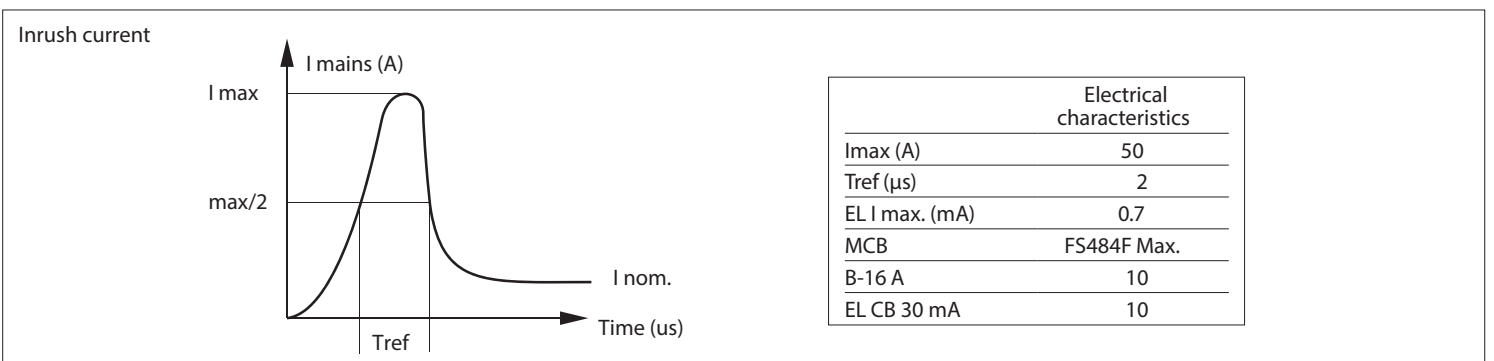 Inrush current
I mains (A)
I max
max/2
I nom.
Time (us)
Tref
Electrical
characteristics
Imax (A) 50
Tref (µs) 2
EL I max. (mA) 0.7
MCB FS484F Max.
B-16 A 10
EL CB 30 mA 10